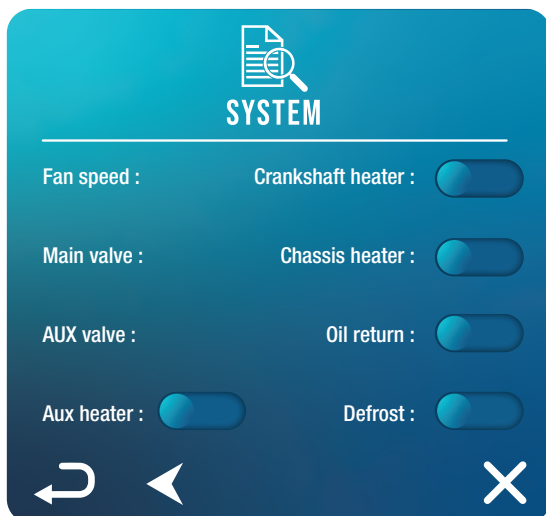 SYSTEM
Fan speed :
Crankshaft heater :
Main valve :
Chassis heater :
AUX valve :
Oil return :
Aux heater :
Defrost :